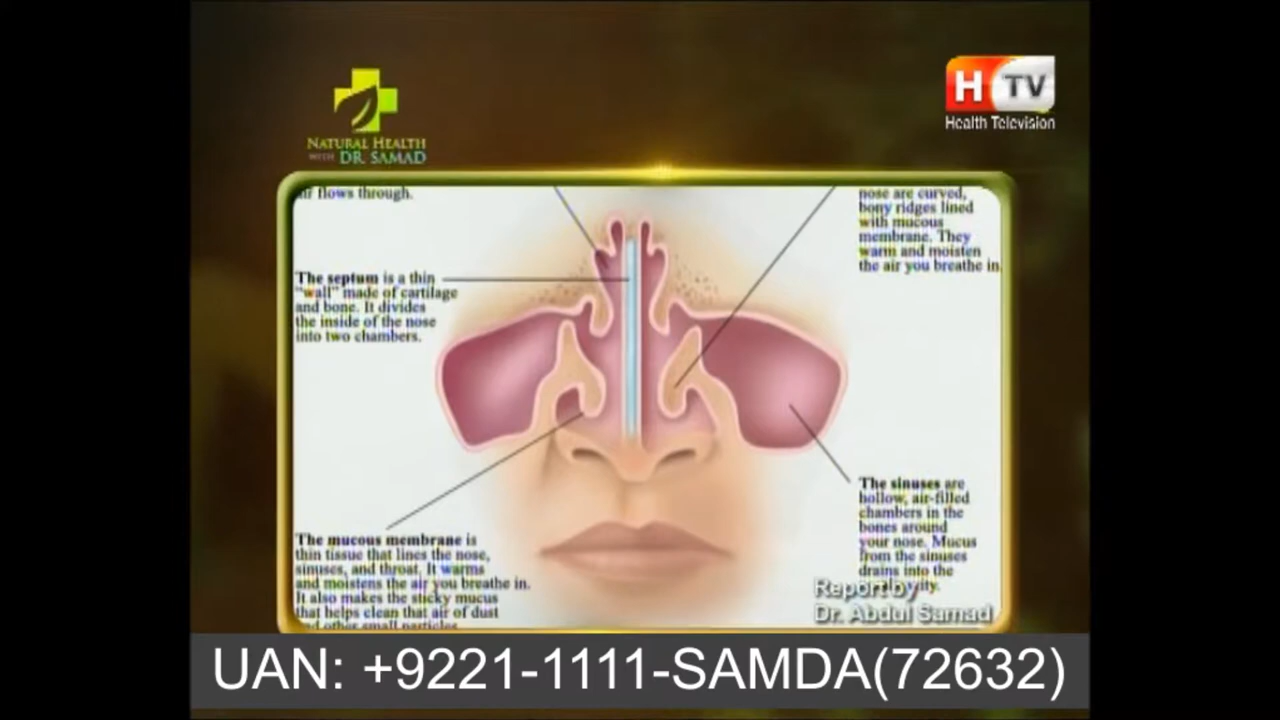 NATURAL HEALTH
WITH DR. SAMAD
H TV
Health Television
air flows through.
The septum is a thin
"wall" made of cartilage
and bone. It divides
the inside of the nose
into two chambers.
The mucous membrane is
thin tissue that lines the nose,
sinuses, and throat. It warms
and moistens the air you breathe in.
It also makes the sticky mucus
that helps clean that air of dust
and other small particles
nose are curved,
bony ridges lined
with mucous
membrane. They
warm and moisten
the air you breathe in.
The sinuses are
hollow, air-filled
chambers in the
bones around
your nose. Mucus
from the sinuses
drains into the
Report by
Dr. Abdul Samad
UAN: +9221-1111-SAMDA(72632)